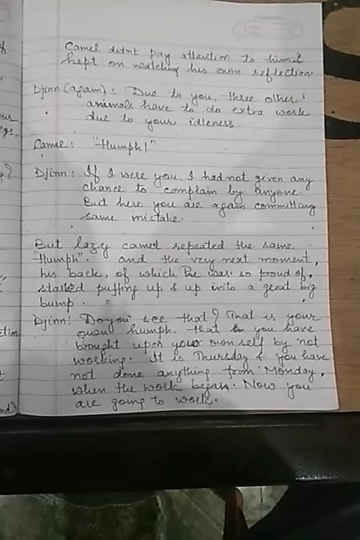 Camel didn't pay attention to him &
kept on watching his own reflection
Djinn (again) : Due to you, three other
animals have to do extra work
due to your idleness
Camel : "Humph!"
Djinn : If I were you, I had not given any
chance to complain by anyone.
But here you are again committing
same mistake.
But lazy camel repeated the same
"Humph". and the very next moment,
his back, of which he was so proud of,
started puffing up & up into a great big
bump.
Djinn : Do you see that? That is your
own humph. that you have
brought upon your own self by not
working. It is Thursday & you have
not done anything from Monday,
when the work began. Now you
are going to work.